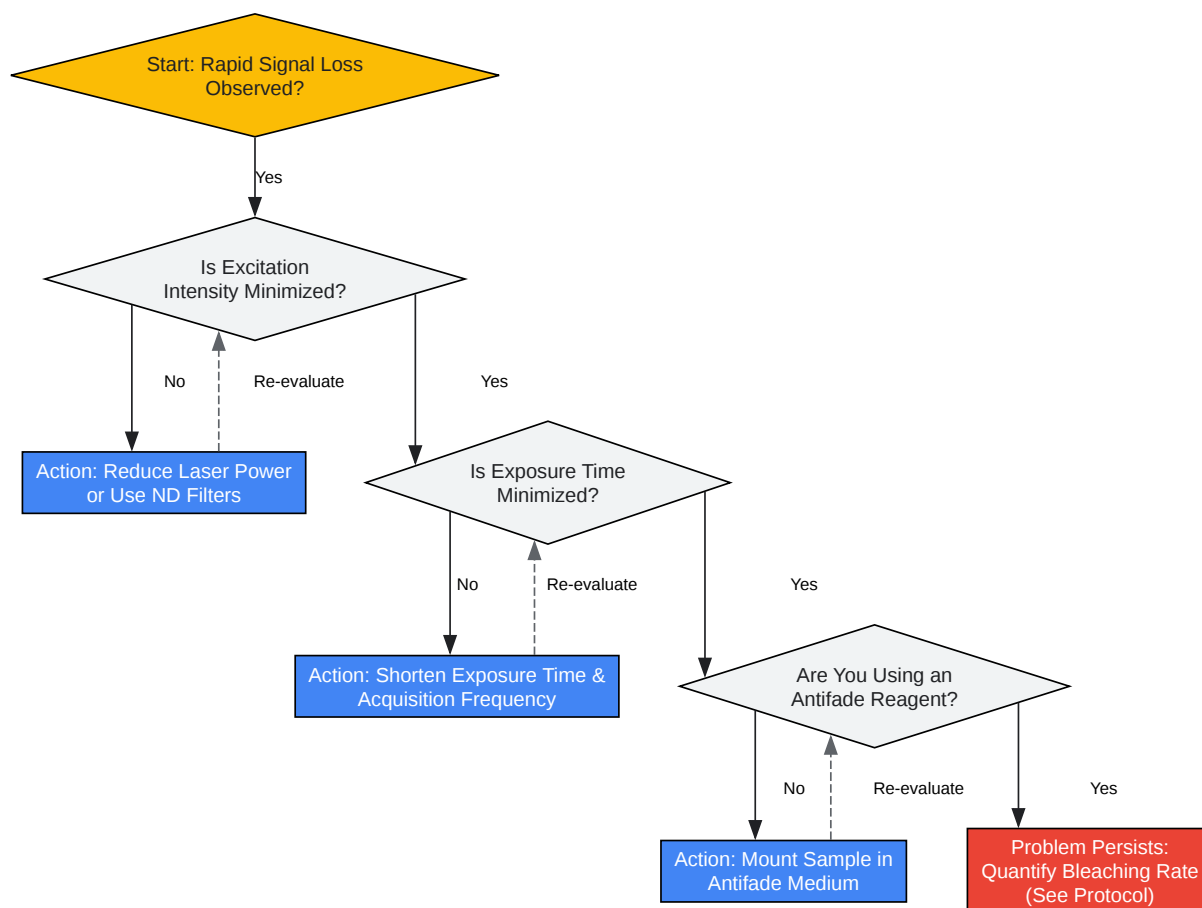 Start: Rapid Signal Loss
Observed?
Yes
Is Excitation
Intensity Minimized?
No
Re-evaluate
Yes
Action: Reduce Laser Power
or Use ND Filters
Is Exposure Time
Minimized?
No
Re-evaluate
Yes
Action: Shorten Exposure Time &
Acquisition Frequency
Are You Using an
Antifade Reagent?
No
Re-evaluate
Yes
Action: Mount Sample in
Antifade Medium
Problem Persists:
Quantify Bleaching Rate
(See Protocol)